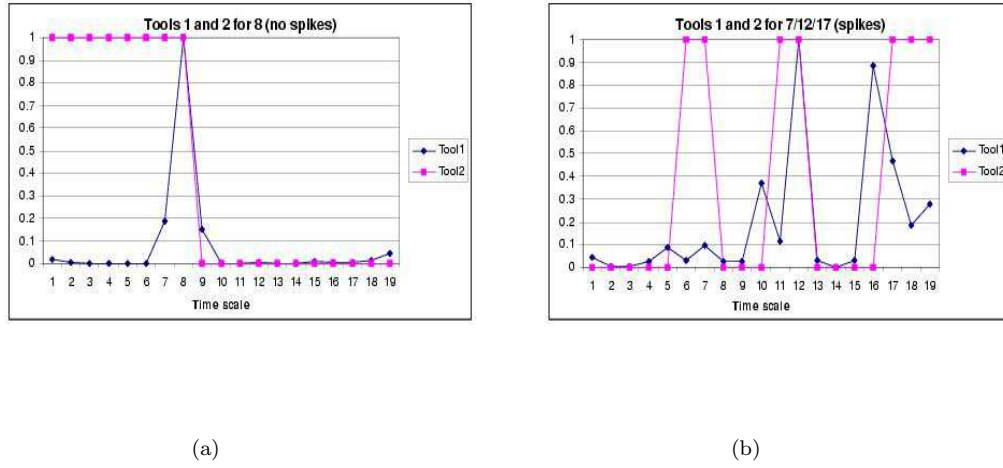 Tools 1 and 2 for 8 (no spikes)
1
0.9
0.8
0.7
0.6
0.5
0.4
0.3
0.2
0.1
0
1 2 3 4 5 6 7 8 9 10 11 12 13 14 15 16 17 18 19
Time scale
Tool1
Tool2
(a)
Tools 1 and 2 for 7/12/17 (spikes)
1
0.9
0.8
0.7
0.6
0.5
0.4
0.3
0.2
0.1
0
1 2 3 4 5 6 7 8 9 10 11 12 13 14 15 16 17 18 19
Time scale
Tool1
Tool2
(b)